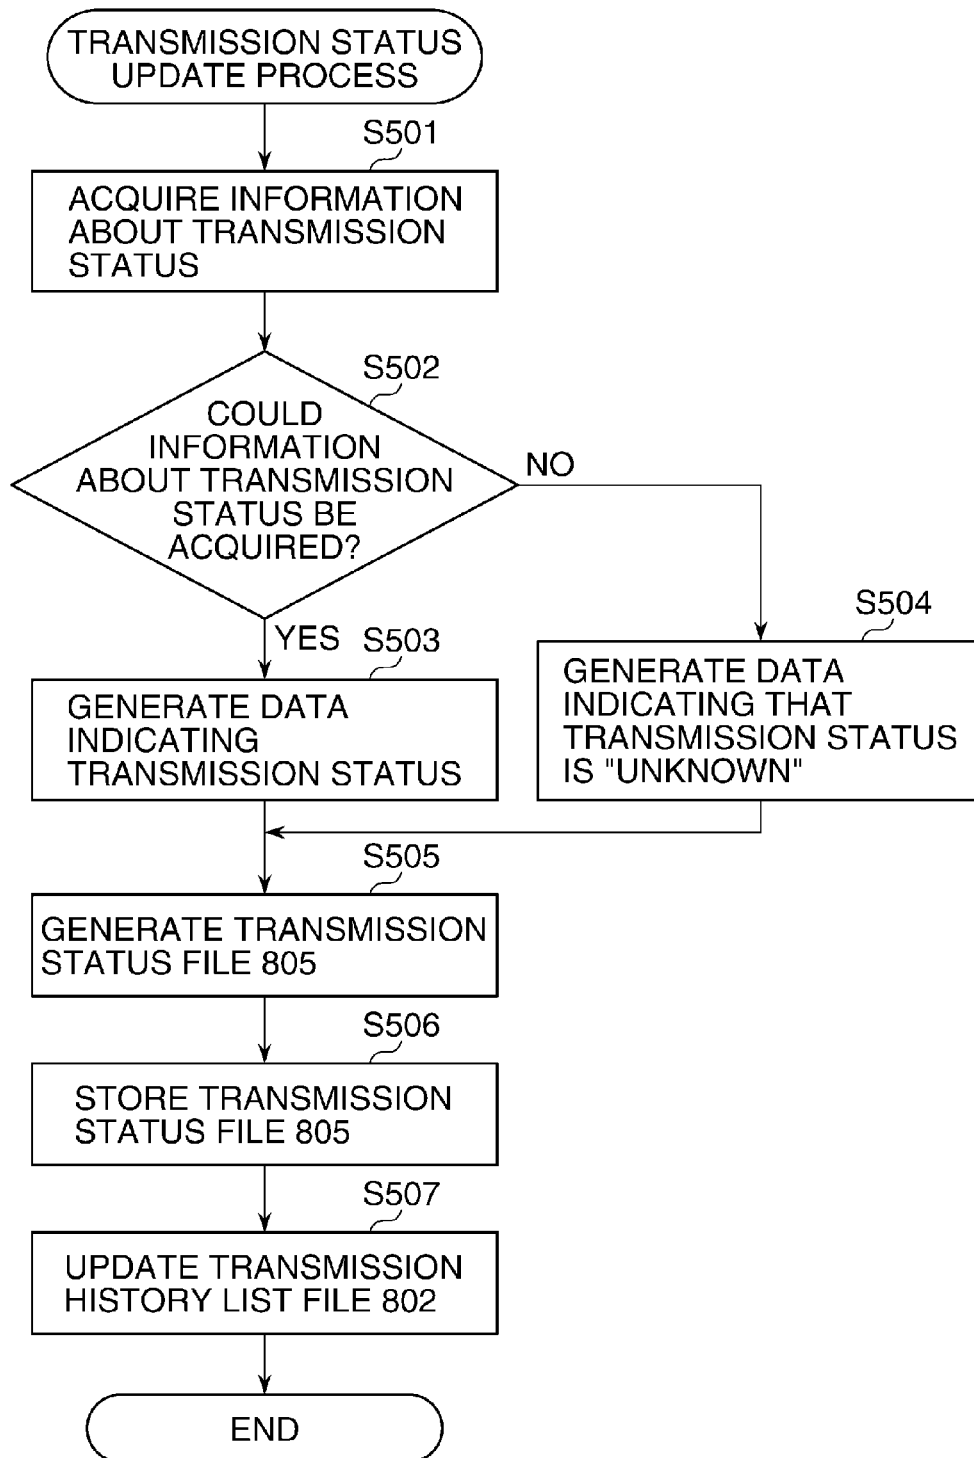 TRANSMISSION STATUS
UPDATE PROCESS
S501
ACQUIRE INFORMATION
ABOUT TRANSMISSION
STATUS
S502
COULD
INFORMATION
ABOUT TRANSMISSION
STATUS BE
ACQUIRED?
NO
YES
S503
GENERATE DATA
INDICATING
TRANSMISSION STATUS
S504
GENERATE DATA
INDICATING THAT
TRANSMISSION STATUS
IS "UNKNOWN"
S505
GENERATE TRANSMISSION
STATUS FILE 805
S506
STORE TRANSMISSION
STATUS FILE 805
S507
UPDATE TRANSMISSION
HISTORY LIST FILE 802
END